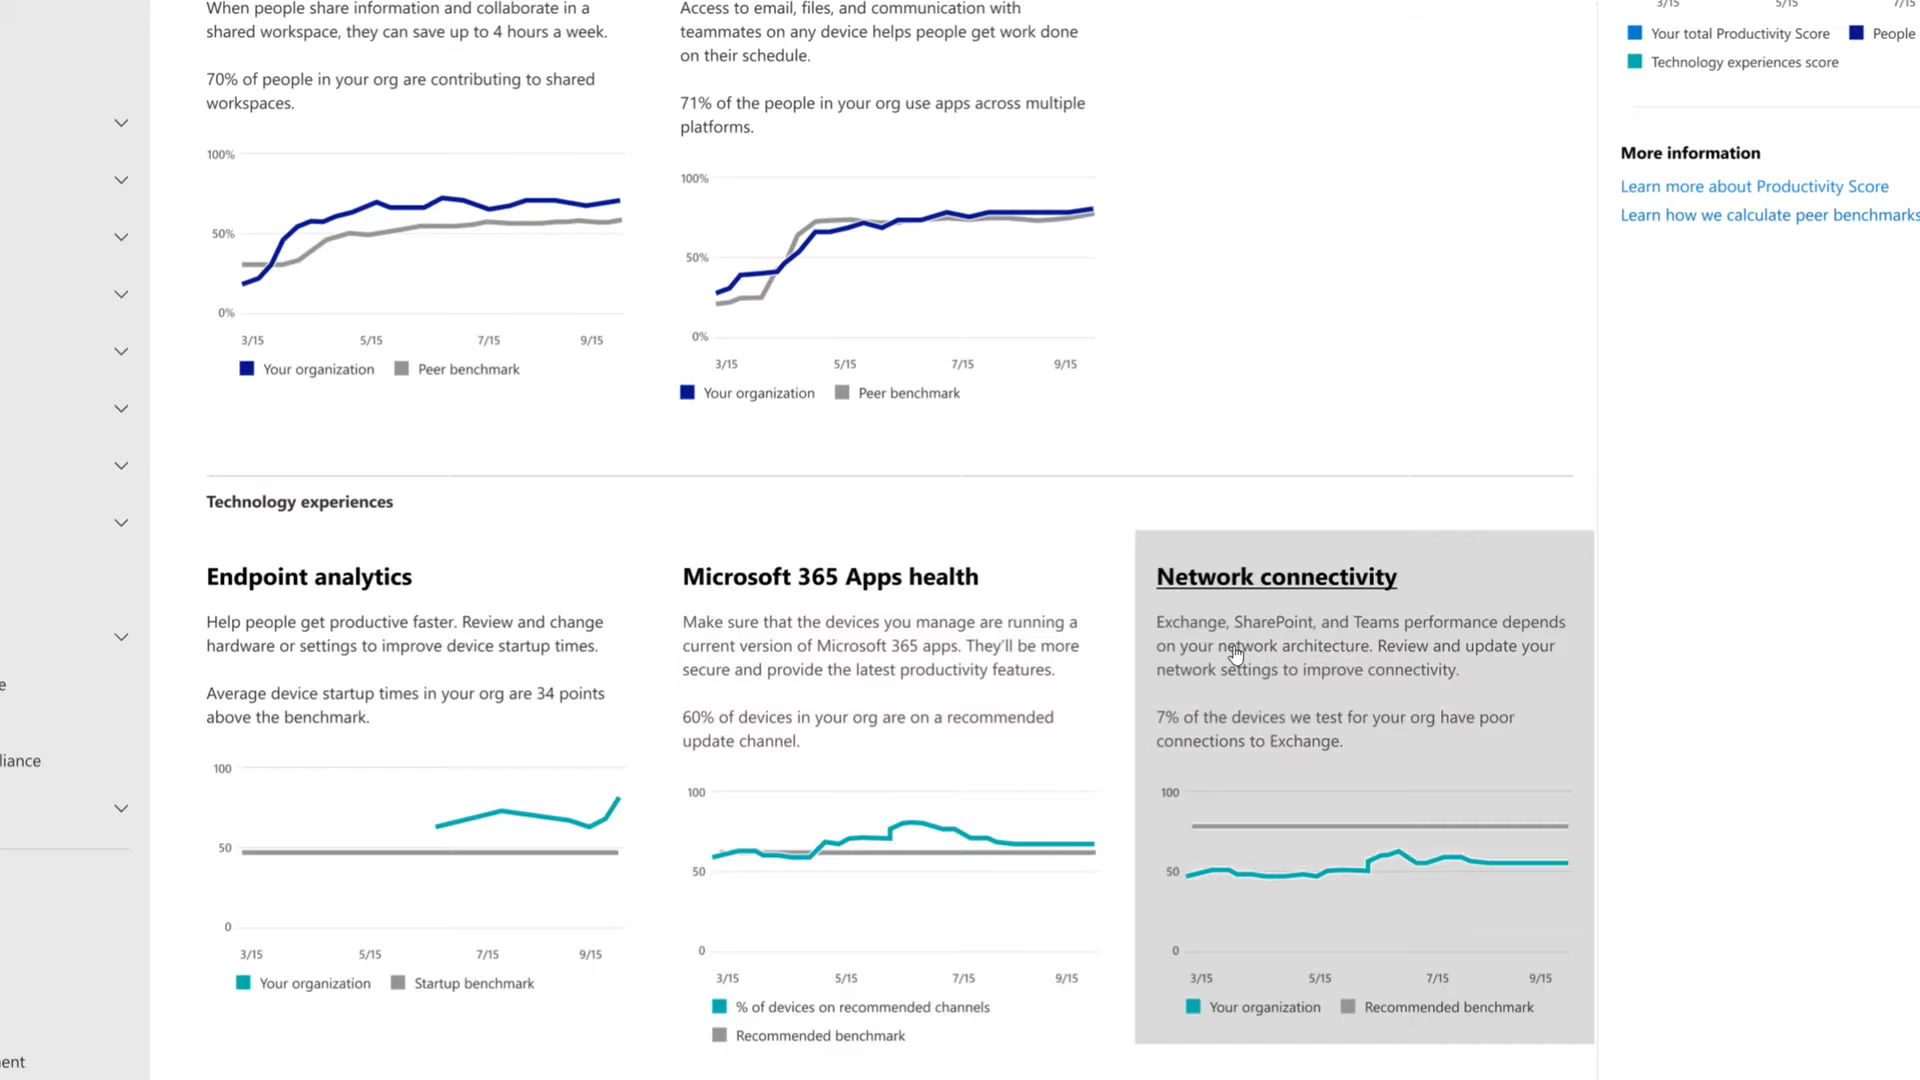 When people share information and collaborate in a
shared workspace, they can save up to 4 hours a week.
70% of people in your org are contributing to shared
workspaces.
100%
50%
0%
3/15
5/15
7/15
9/15
Your organization
Peer benchmark
Access to email, files, and communication with
teammates on any device helps people get work done
on their schedule.
71% of the people in your org use apps across multiple
platforms.
100%
50%
0%
3/15
5/15
7/15
9/15
Your organization
Peer benchmark
3/15
5/15
7/15
Your total Productivity Score
People
Technology experiences score
More information
Learn more about Productivity Score
Learn how we calculate peer benchmarks
Technology experiences
Endpoint analytics
Help people get productive faster. Review and change
hardware or settings to improve device startup times.
Average device startup times in your org are 34 points
above the benchmark.
100
50
0
3/15
5/15
7/15
9/15
Your organization
Startup benchmark
Microsoft 365 Apps health
Make sure that the devices you manage are running a
current version of Microsoft 365 apps. They'll be more
secure and provide the latest productivity features.
60% of devices in your org are on a recommended
update channel.
100
50
0
3/15
5/15
7/15
9/15
% of devices on recommended channels
Recommended benchmark
Network connectivity
Exchange, SharePoint, and Teams performance depends
on your network architecture. Review and update your
network settings to improve connectivity.
7% of the devices we test for your org have poor
connections to Exchange.
100
50
0
3/15
5/15
7/15
9/15
Your organization
Recommended benchmark
e
liance
ent